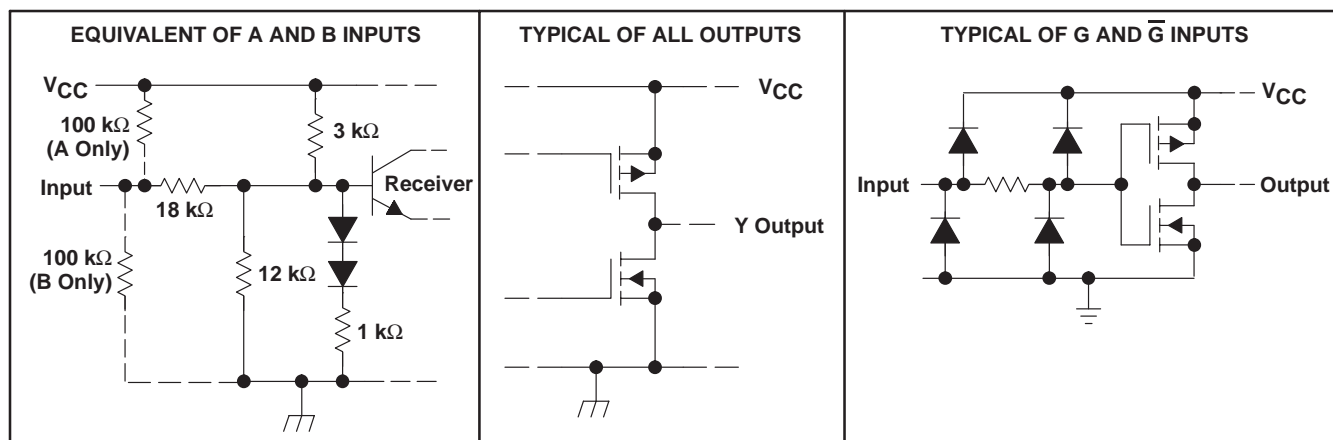 EQUIVALENT OF A AND B INPUTS
VCC
100 kΩ
(A Only)
3 kΩ
Input
18 kΩ
Receiver
100 kΩ
(B Only)
12 kΩ
1 kΩ
TYPICAL OF ALL OUTPUTS
VCC
Y Output
TYPICAL OF G AND G̅ INPUTS
VCC
Input
Output